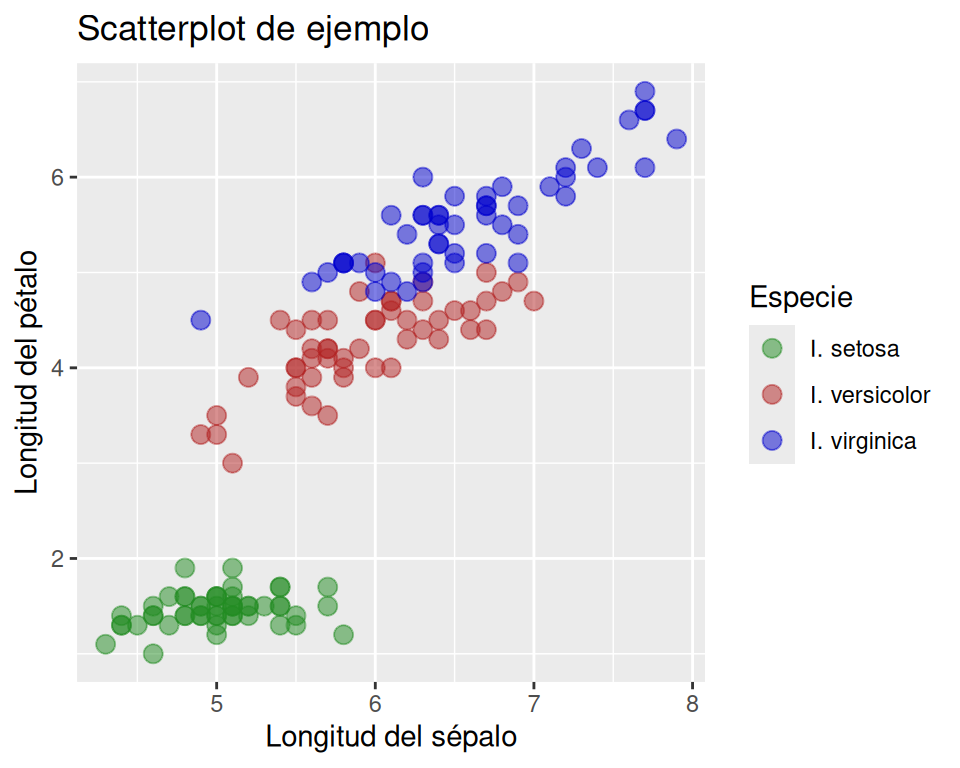 Scatterplot de ejemplo
Longitud del pétalo
6
4
2
5
6
7
8
Longitud del sépalo
Especie
I. setosa
I. versicolor
I. virginica